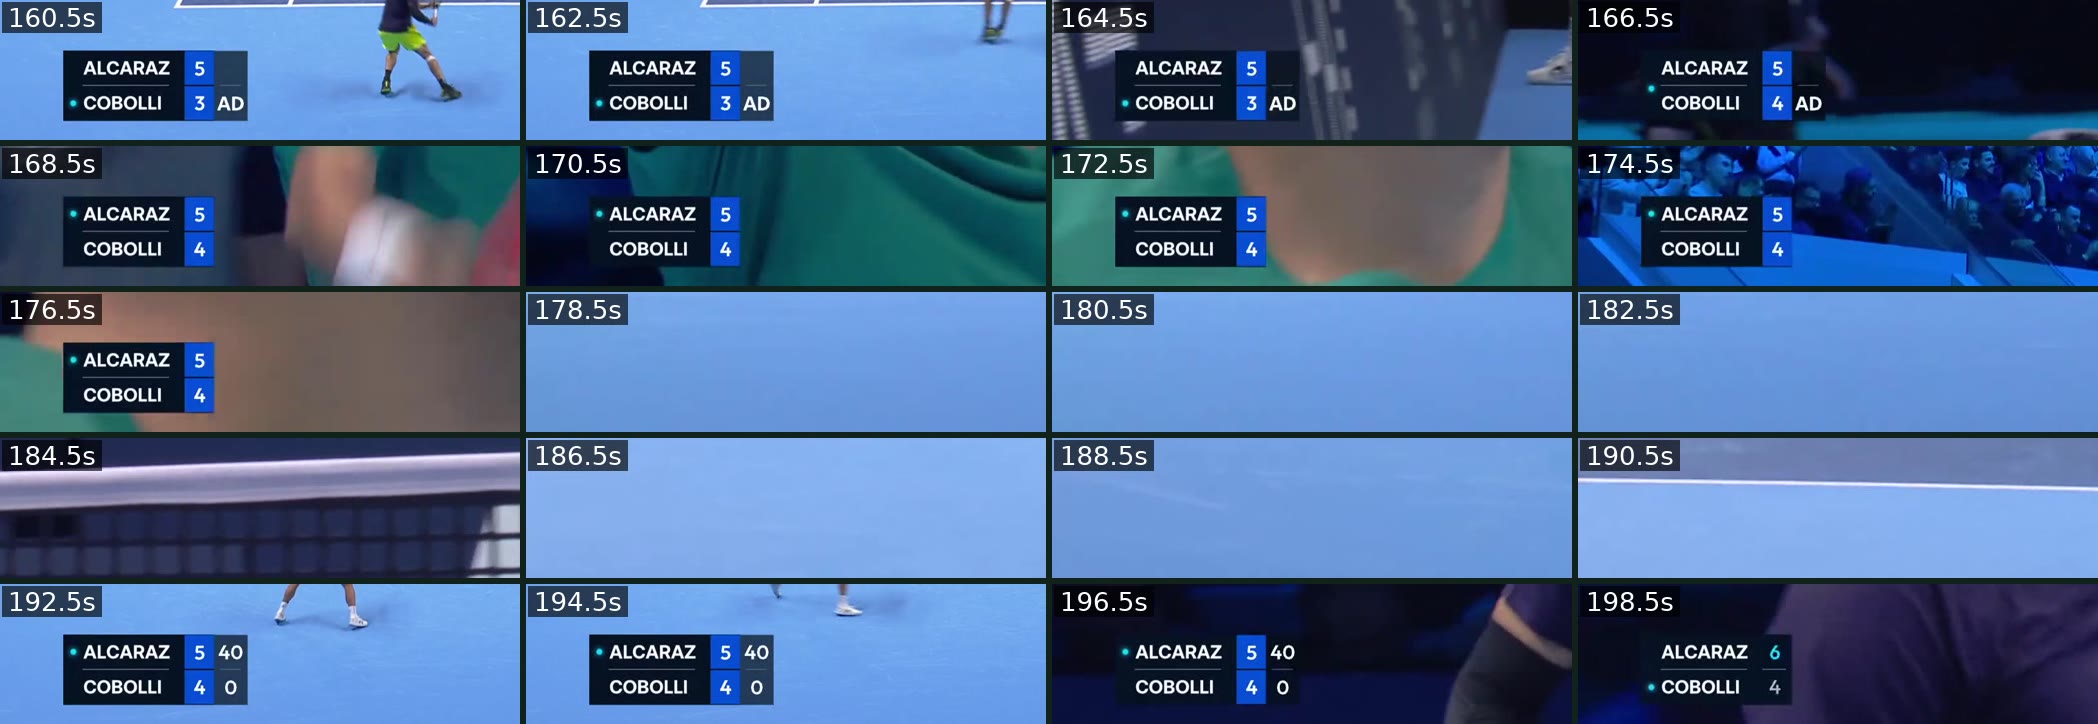 160.5s
ALCARAZ 5
COBOLLI 3 AD
162.5s
ALCARAZ 5
COBOLLI 3 AD
164.5s
ALCARAZ 5
COBOLLI 3 AD
166.5s
ALCARAZ 5
COBOLLI 4 AD
168.5s
ALCARAZ 5
COBOLLI 4
170.5s
ALCARAZ 5
COBOLLI 4
172.5s
ALCARAZ 5
COBOLLI 4
174.5s
ALCARAZ 5
COBOLLI 4
176.5s
ALCARAZ 5
COBOLLI 4
178.5s
180.5s
182.5s
184.5s
186.5s
188.5s
190.5s
192.5s
ALCARAZ 5 40
COBOLLI 4 0
194.5s
ALCARAZ 5 40
COBOLLI 4 0
196.5s
ALCARAZ 5 40
COBOLLI 4 0
198.5s
ALCARAZ 6
COBOLLI 4